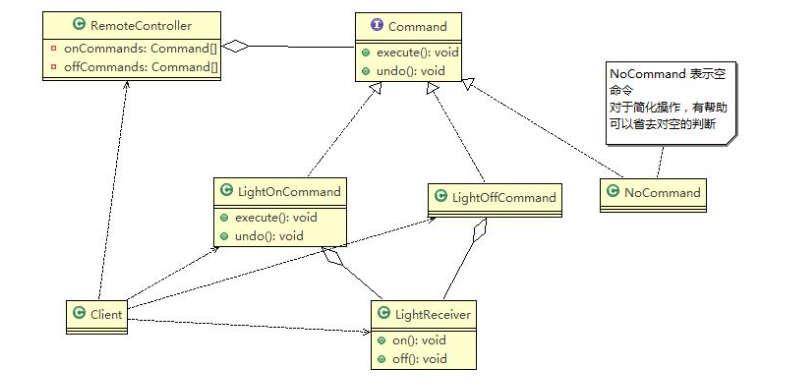 RemoteController
onCommands: Command[]
offCommands: Command[]
Command
execute(): void
undo(): void
NoCommand 表示空
命令
对于简化操作，有帮助
可以省去对空的判断
LightOnCommand
execute(): void
undo(): void
LightOffCommand
NoCommand
Client
LightReceiver
on(): void
off(): void